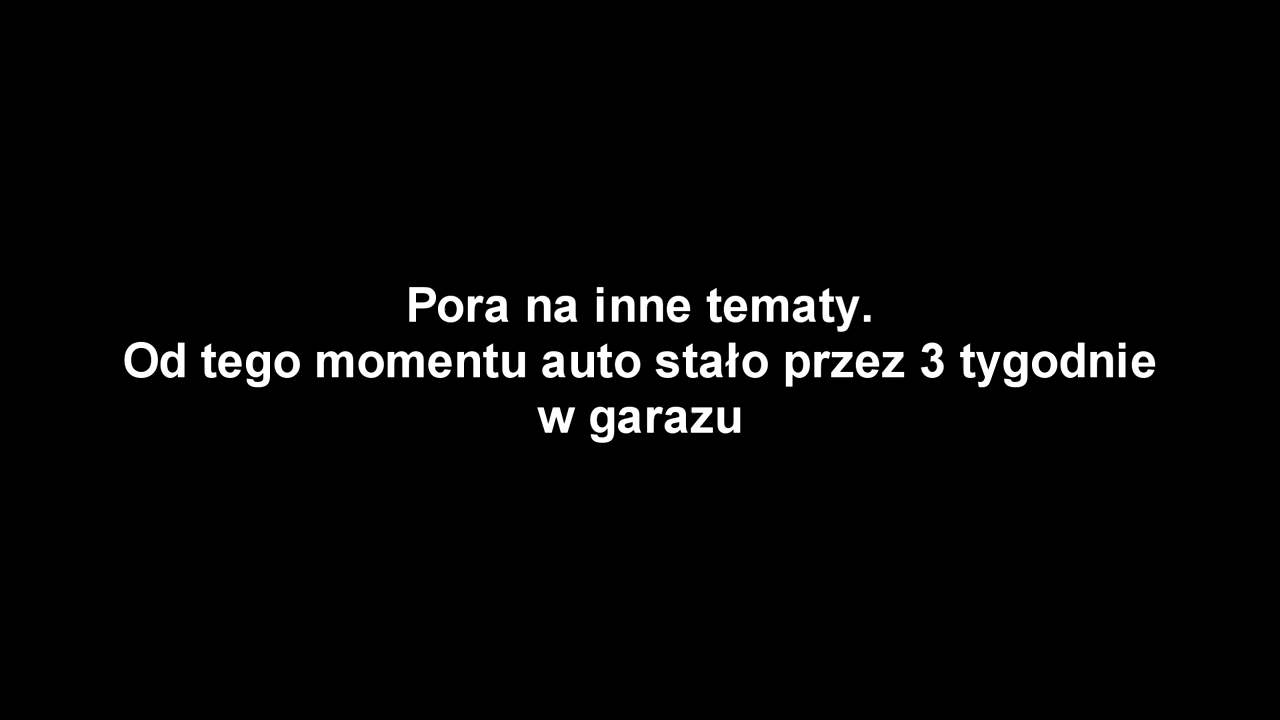 Pora na inne tematy.
Od tego momentu auto stało przez 3 tygodnie
w garazu